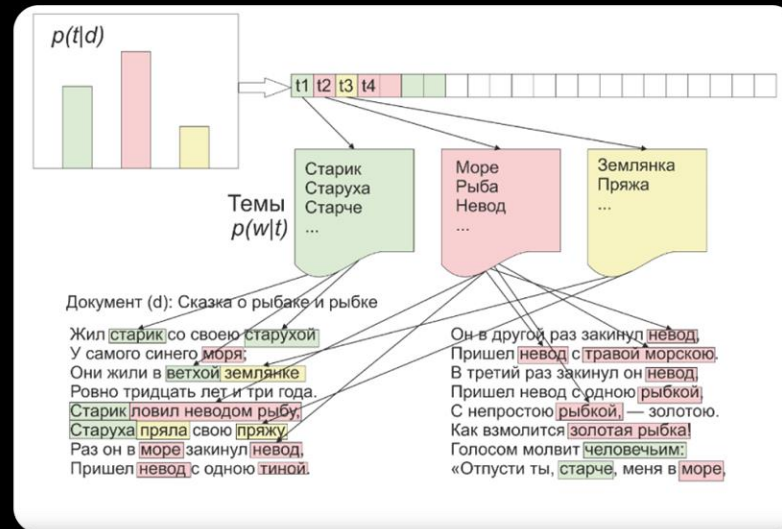 p(t|d)
t1 t2 t3 t4
Темы
p(w|t)
Старик
Старуха
Старче
...
Море
Рыба
Невод
...
Землянка
Пряжа
...
Документ (d): Сказка о рыбаке и рыбке
Жил старик со своею старухой
У самого синего моря;
Они жили в ветхой землянке
Ровно тридцать лет и три года.
Старик ловил неводом рыбу,
Старуха пряла свою пряжу
Раз он в море закинул невод,
Пришел невод с одною тиной.
Он в другой раз закинул невод,
Пришел невод с травой морскою.
В третий раз закинул он невод,
Пришел невод с одною рыбкой,
С непростою рыбкой, — золотою.
Как взмолится золотая рыбка!
Голосом молвит человечьим:
«Отпусти ты, старче, меня в море,